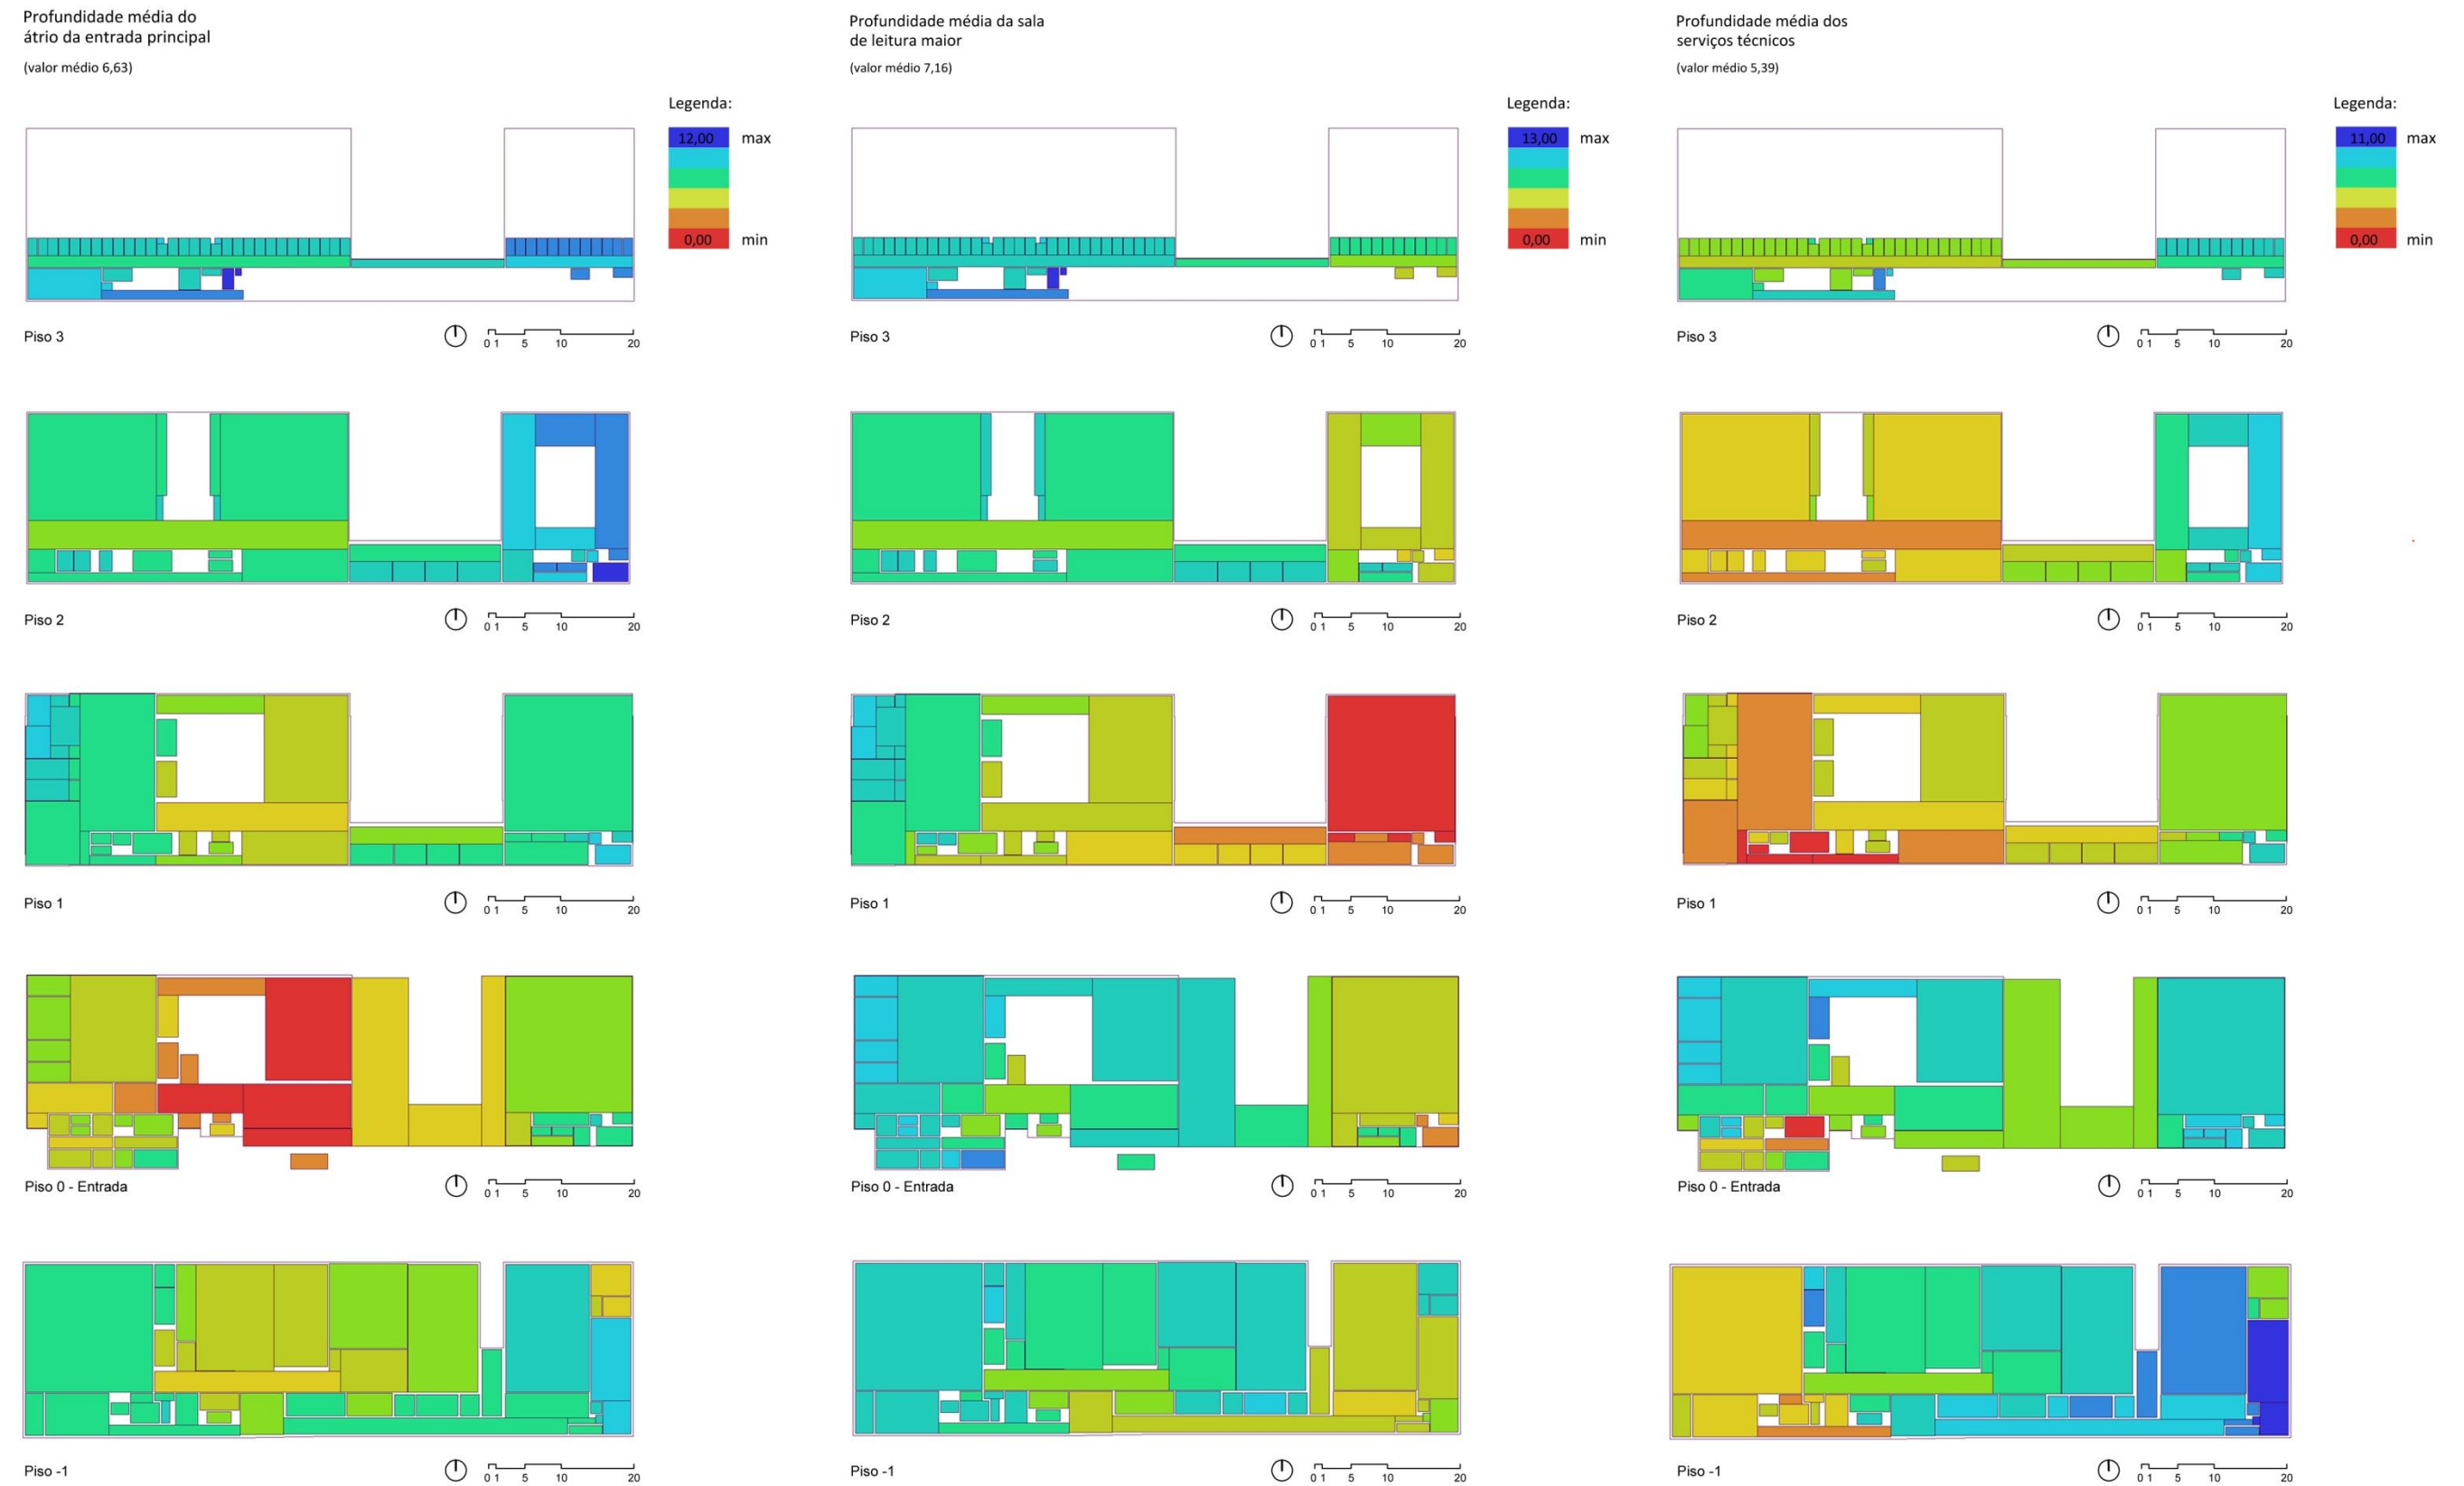 Profundidade média do
átrio da entrada principal
(valor médio 6,63)
Legenda:
12,00 max
0,00 min
Piso 3
0 1 5 10 20
Piso 2
0 1 5 10 20
Piso 1
0 1 5 10 20
Piso 0 - Entrada
0 1 5 10 20
Piso -1
0 1 5 10 20
Profundidade média da sala
de leitura maior
(valor médio 7,16)
Legenda:
13,00 max
0,00 min
Piso 3
0 1 5 10 20
Piso 2
0 1 5 10 20
Piso 1
0 1 5 10 20
Piso 0 - Entrada
0 1 5 10 20
Piso -1
0 1 5 10 20
Profundidade média dos
serviços técnicos
(valor médio 5,39)
Legenda:
11,00 max
0,00 min
Piso 3
0 1 5 10 20
Piso 2
0 1 5 10 20
Piso 1
0 1 5 10 20
Piso 0 - Entrada
0 1 5 10 20
Piso -1
0 1 5 10 20